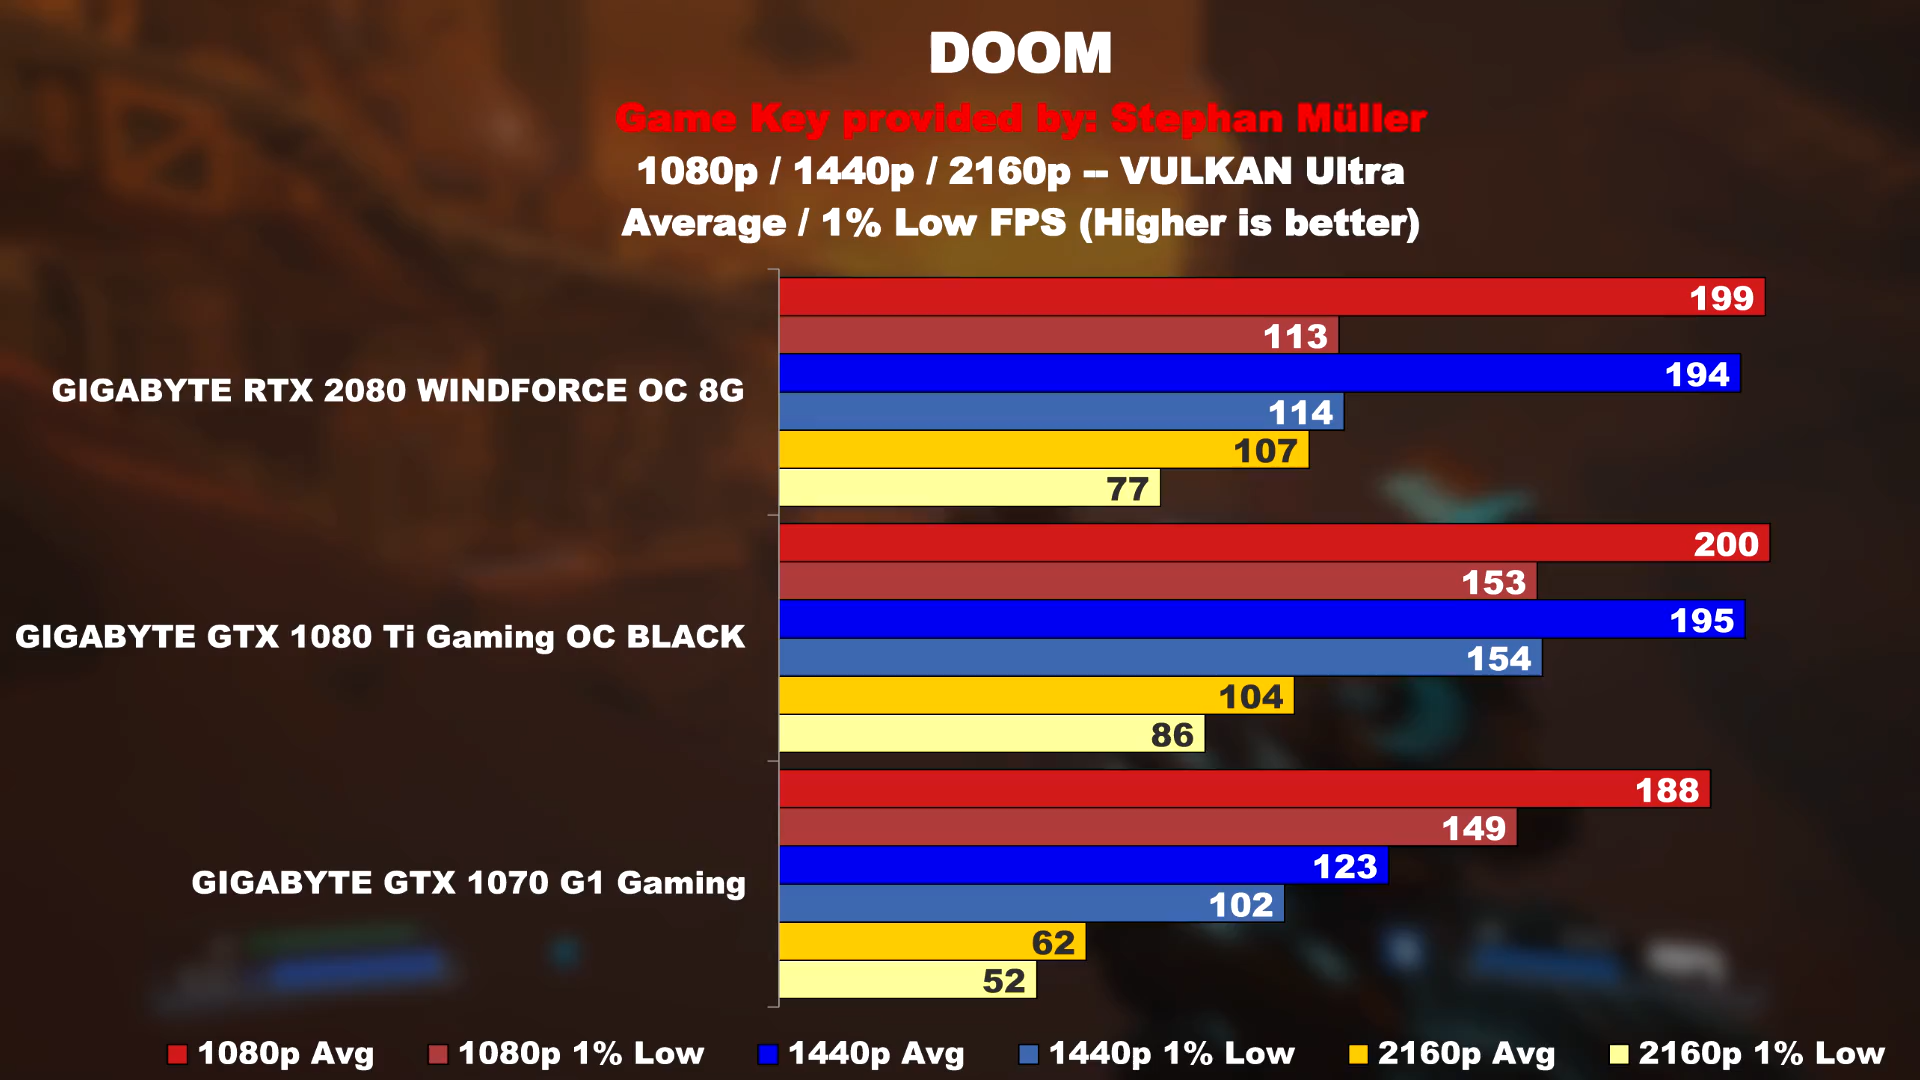 DOOM
Game Key provided by: Stephan Müller
1080p / 1440p / 2160p -- VULKAN Ultra
Average / 1% Low FPS (Higher is better)
GIGABYTE RTX 2080 WINDFORCE OC 8G
199
113
194
114
107
77
GIGABYTE GTX 1080 Ti Gaming OC BLACK
200
153
195
154
104
86
GIGABYTE GTX 1070 G1 Gaming
188
149
123
102
62
52
1080p Avg 1080p 1% Low 1440p Avg 1440p 1% Low 2160p Avg 2160p 1% Low